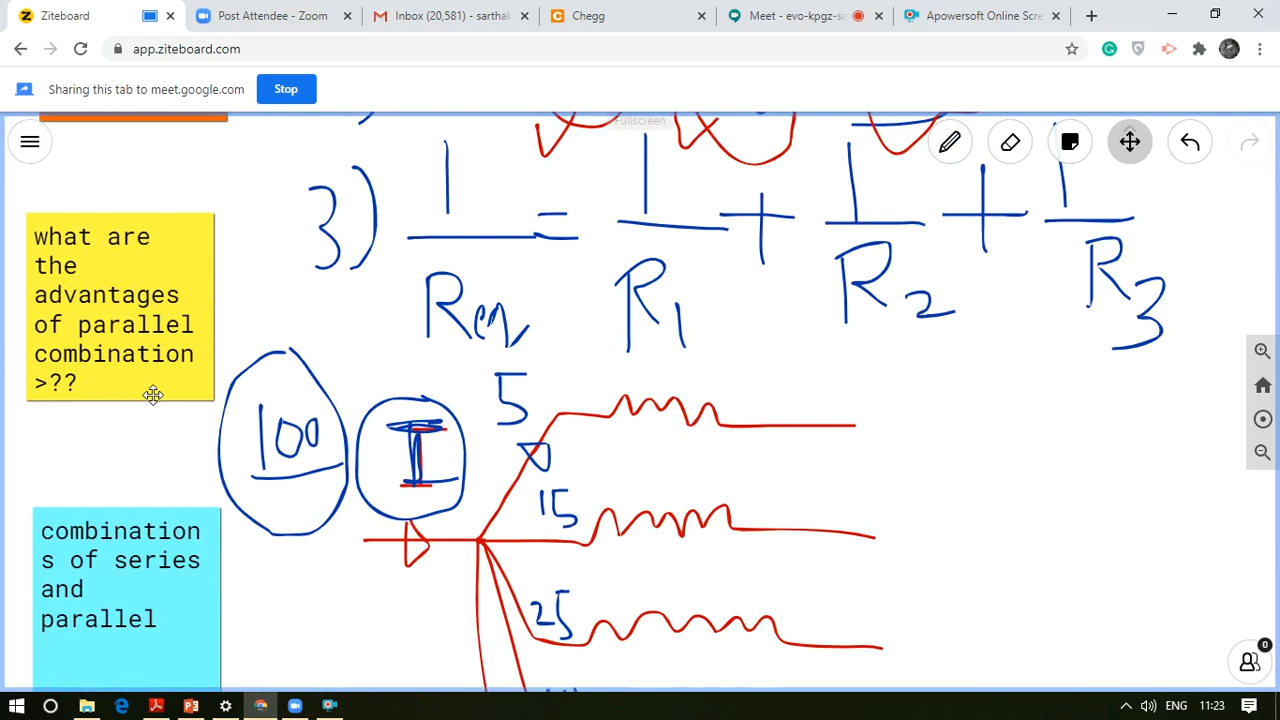 Ziteboard
Post Attendee - Zoom
Inbox (20,581) - sarthak
Chegg
Meet - evo-kpgz-sa
Apowersoft Online Scre
app.ziteboard.com
Sharing this tab to meet.google.com
Stop
Fullscreen
3) 1/Req = 1/R1 + 1/R2 + 1/R3
what are
the
advantages
of parallel
combination
>??
100
I
5
15
25
combination
s of series
and
parallel
0
ENG
11:23